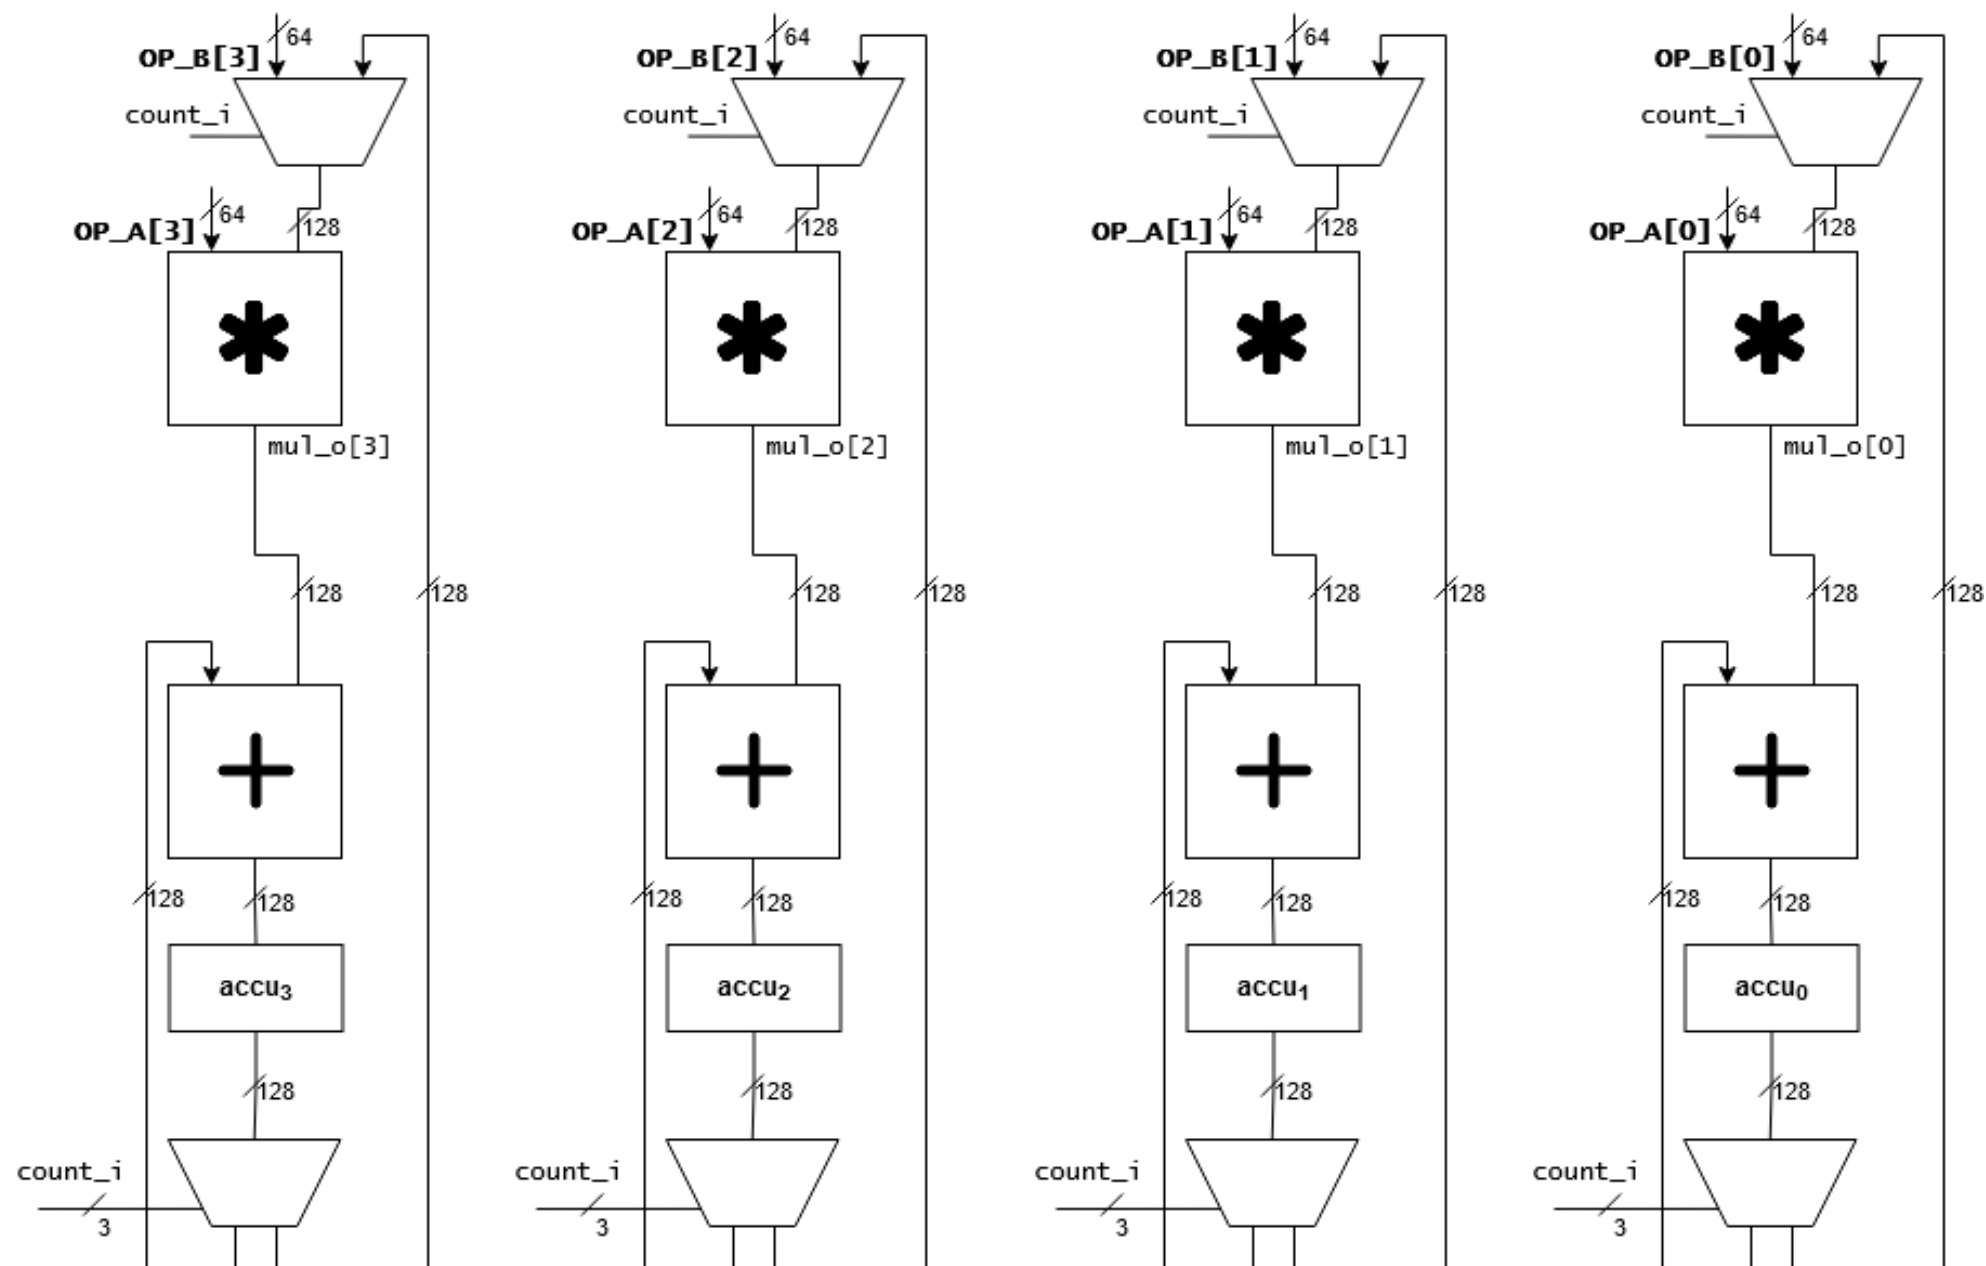 64 64 64 64
OP_B[3] OP_B[2] OP_B[1] OP_B[0]
count_i count_i count_i count_i
64 64 64 64
OP_A[3] 128 OP_A[2] 128 OP_A[1] 128 OP_A[0] 128
*
*
*
*
mul_o[3] mul_o[2] mul_o[1] mul_o[0]
128 128 128 128 128 128 128 128
+ + + +
128 128 128 128 128 128 128 128
accu3 accu2 accu1 accu0
128 128 128 128
count_i count_i count_i count_i
3 3 3 3